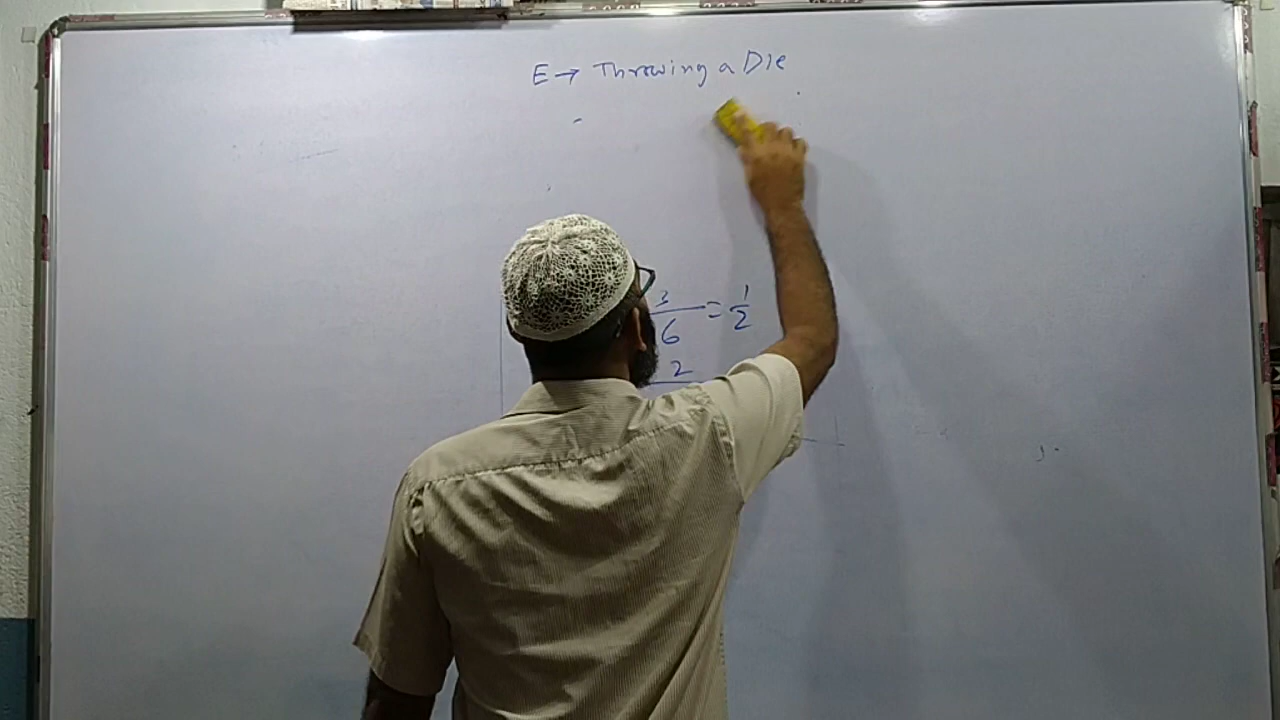 E → Throwing a Die
3/6 = 1/2
2